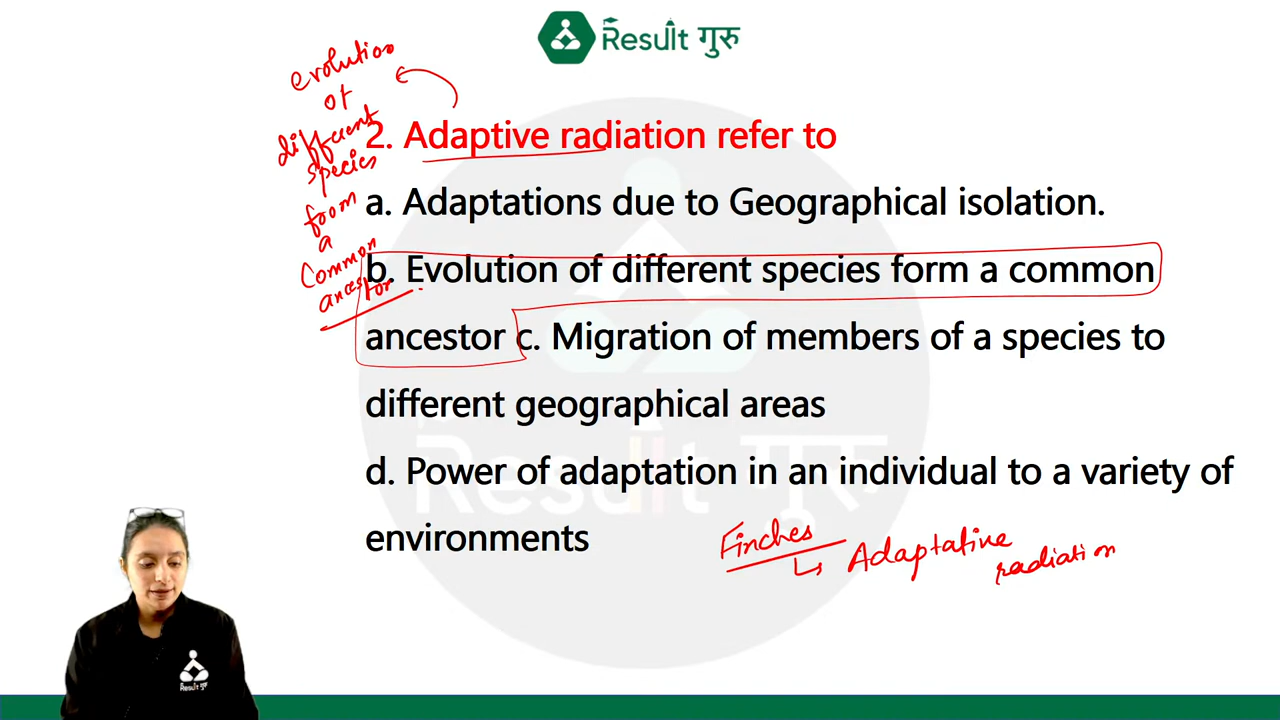 Result गुरु
evolution
of
different
species
from
a
common
ancestor
2. Adaptive radiation refer to
a. Adaptations due to Geographical isolation.
b. Evolution of different species form a common
ancestor c. Migration of members of a species to
different geographical areas
d. Power of adaptation in an individual to a variety of
environments
Finches
Adaptative
radiation
Result गुरु
Result गुरु